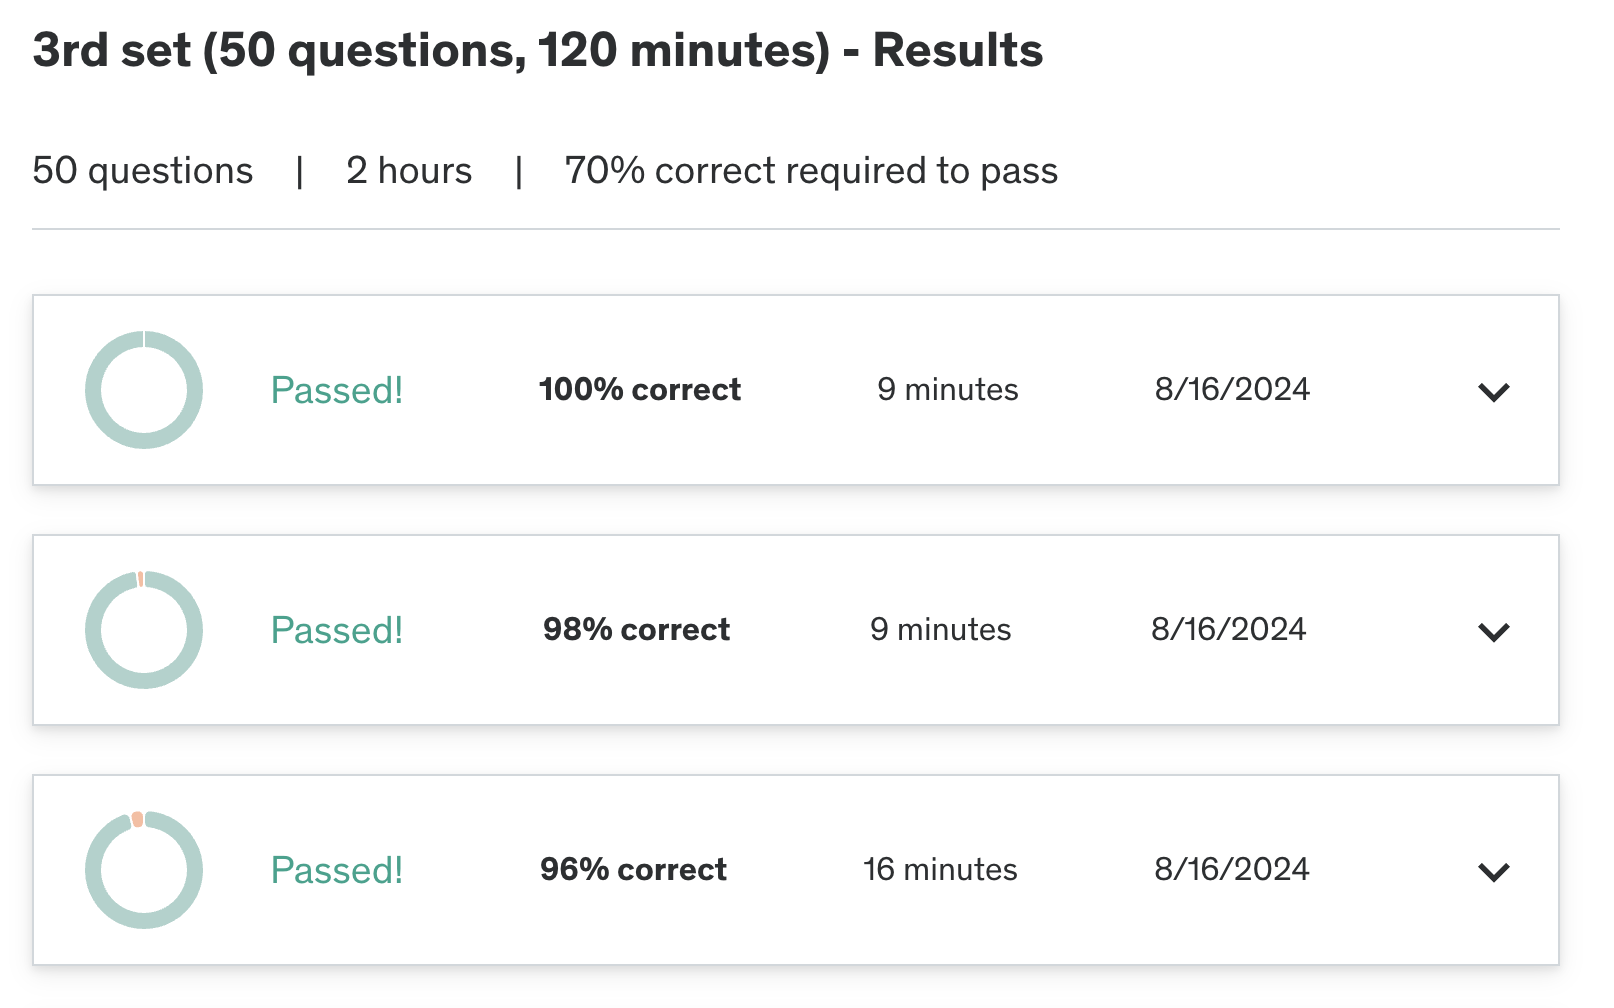 3rd set (50 questions, 120 minutes) - Results
50 questions | 2 hours | 70% correct required to pass
Passed! 100% correct 9 minutes 8/16/2024
Passed! 98% correct 9 minutes 8/16/2024
Passed! 96% correct 16 minutes 8/16/2024